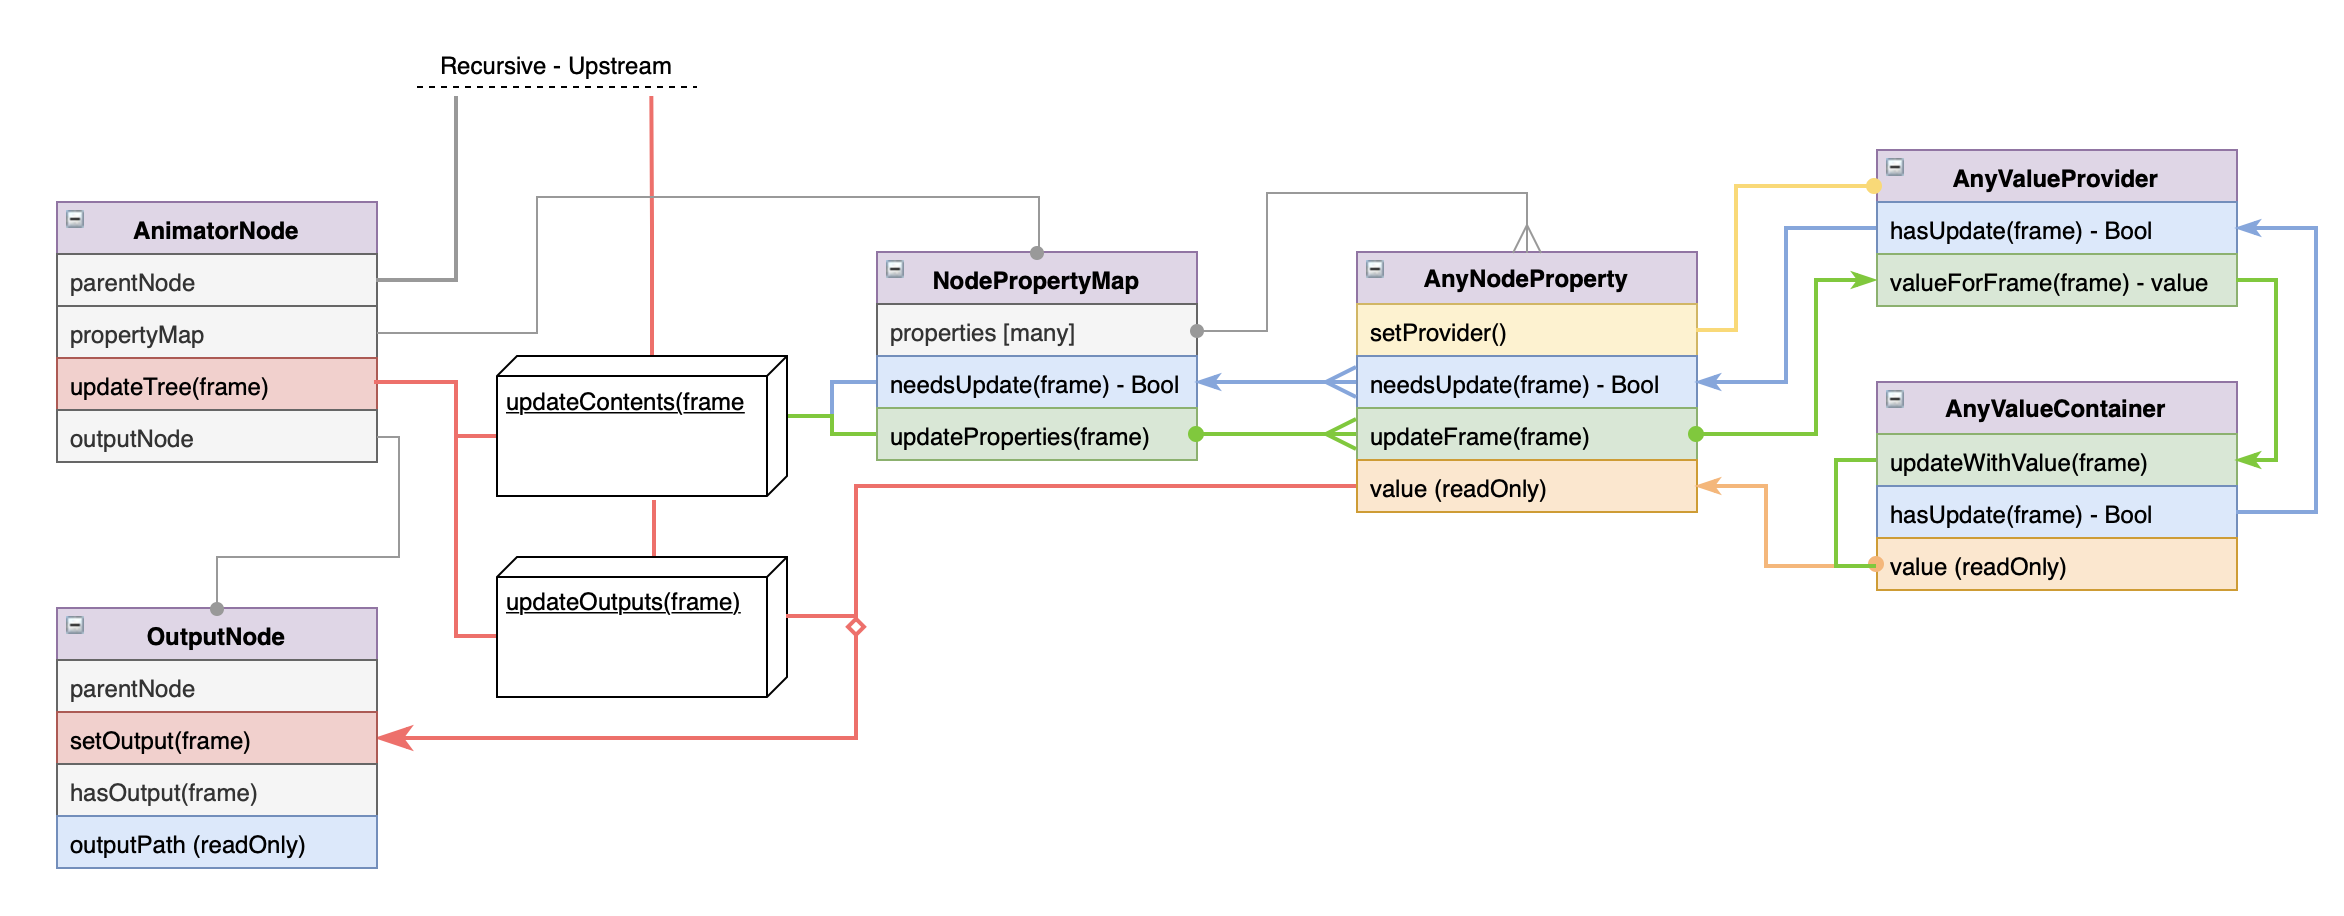 Recursive - Upstream
AnimatorNode
parentNode
propertyMap
updateTree(frame)
outputNode
OutputNode
parentNode
setOutput(frame)
hasOutput(frame)
outputPath (readOnly)
updateContents(frame
updateOutputs(frame)
NodePropertyMap
properties [many]
needsUpdate(frame) - Bool
updateProperties(frame)
AnyNodeProperty
setProvider()
needsUpdate(frame) - Bool
updateFrame(frame)
value (readOnly)
AnyValueProvider
hasUpdate(frame) - Bool
valueForFrame(frame) - value
AnyValueContainer
updateWithValue(frame)
hasUpdate(frame) - Bool
value (readOnly)